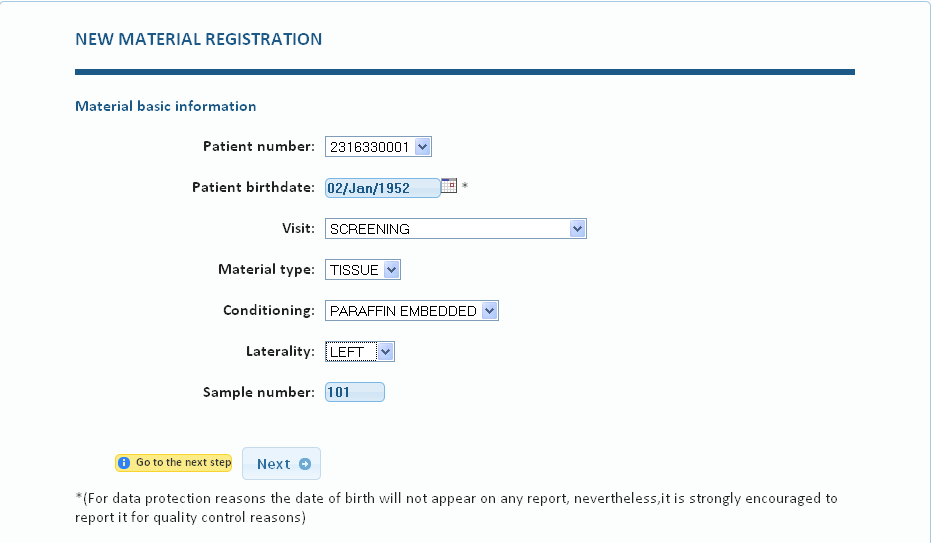 NEW MATERIAL REGISTRATION
Material basic information
Patient number: 2316330001
Patient birthdate: 02/Jan/1952 *
Visit: SCREENING
Material type: TISSUE
Conditioning: PARAFFIN EMBEDDED
Laterality: LEFT
Sample number: 101
Go to the next step Next
*(For data protection reasons the date of birth will not appear on any report, nevertheless,it is strongly encouraged to
report it for quality control reasons)